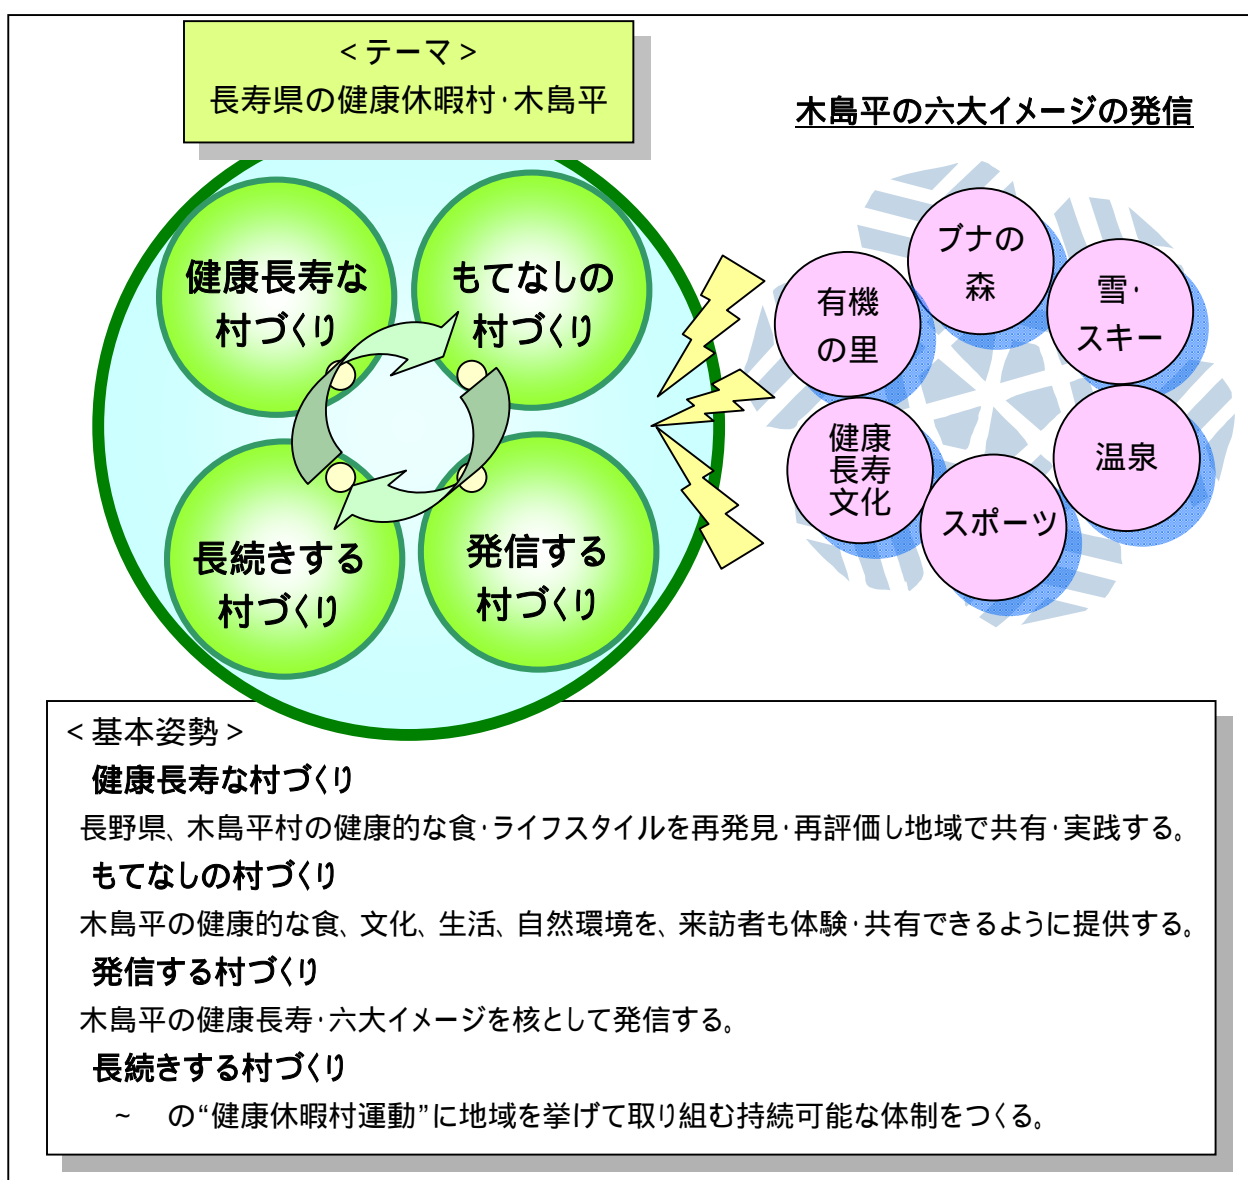 <テーマ>
長寿県の健康休暇村・木島平
木島平の六大イメージの発信
健康長寿な
村づくり
もてなしの
村づくり
長続きする
村づくり
発信する
村づくり
ブナの
森
雪・
スキー
有機
の里
健康
長寿
文化
スポーツ
温泉
<基本姿勢>
健康長寿な村づくり
長野県、木島平村の健康的な食・ライフスタイルを再発見・再評価し地域で共有・実践する。
もてなしの村づくり
木島平の健康的な食、文化、生活、自然環境を、来訪者も体験・共有できるように提供する。
発信する村づくり
木島平の健康長寿・六大イメージを核として発信する。
長続きする村づくり
~ の“健康休暇村運動”に地域を挙げて取り組む持続可能な体制をつくる。